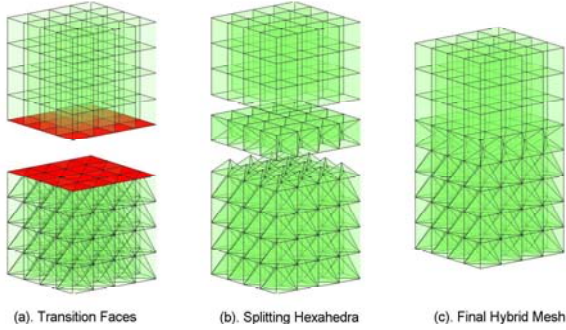 (a). Transition Faces
(b). Splitting Hexahedra
(c). Final Hybrid Mesh